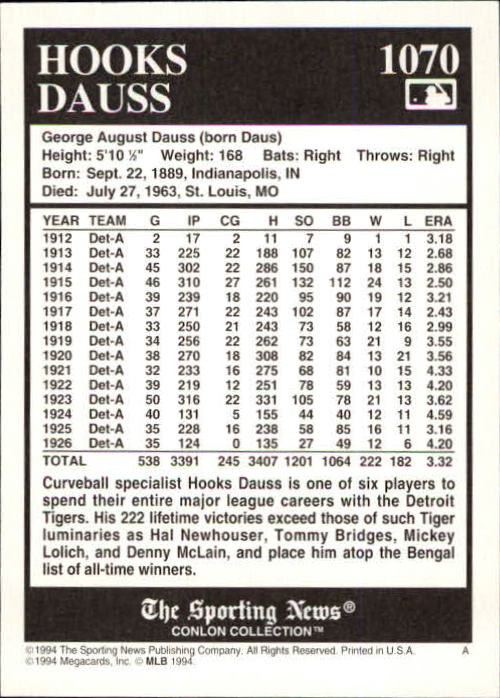 HOOKS 1070
DAUSS
George August Dauss (born Daus)
Height: 5'10 ½" Weight: 168 Bats: Right Throws: Right
Born: Sept. 22, 1889, Indianapolis, IN
Died: July 27, 1963, St. Louis, MO
YEAR TEAM G IP CG H SO BB W L ERA
1912 Det-A 2 17 2 11 7 9 1 1 3.18
1913 Det-A 33 225 22 188 107 82 13 12 2.68
1914 Det-A 45 302 22 286 150 87 18 15 2.86
1915 Det-A 46 310 27 261 132 112 24 13 2.50
1916 Det-A 39 239 18 220 95 90 19 12 3.21
1917 Det-A 37 271 22 243 102 87 17 14 2.43
1918 Det-A 33 250 21 243 73 58 12 16 2.99
1919 Det-A 34 256 22 262 73 63 21 9 3.55
1920 Det-A 38 270 18 308 82 84 13 21 3.56
1921 Det-A 32 233 16 275 68 81 10 15 4.33
1922 Det-A 39 219 12 251 78 59 13 13 4.20
1923 Det-A 50 316 22 331 105 78 21 13 3.62
1924 Det-A 40 131 5 155 44 40 12 11 4.59
1925 Det-A 35 228 16 238 58 85 16 11 3.16
1926 Det-A 35 124 0 135 27 49 12 6 4.20
TOTAL 538 3391 245 3407 1201 1064 222 182 3.32
Curveball specialist Hooks Dauss is one of six players to
spend their entire major league careers with the Detroit
Tigers. His 222 lifetime victories exceed those of such Tiger
luminaries as Hal Newhouser, Tommy Bridges, Mickey
Lolich, and Denny McLain, and place him atop the Bengal
list of all-time winners.
The Sporting News®
CONLON COLLECTION™
©1994 The Sporting News Publishing Company. All Rights Reserved. Printed in U.S.A. A
©1994 Megacards, Inc. © MLB 1994